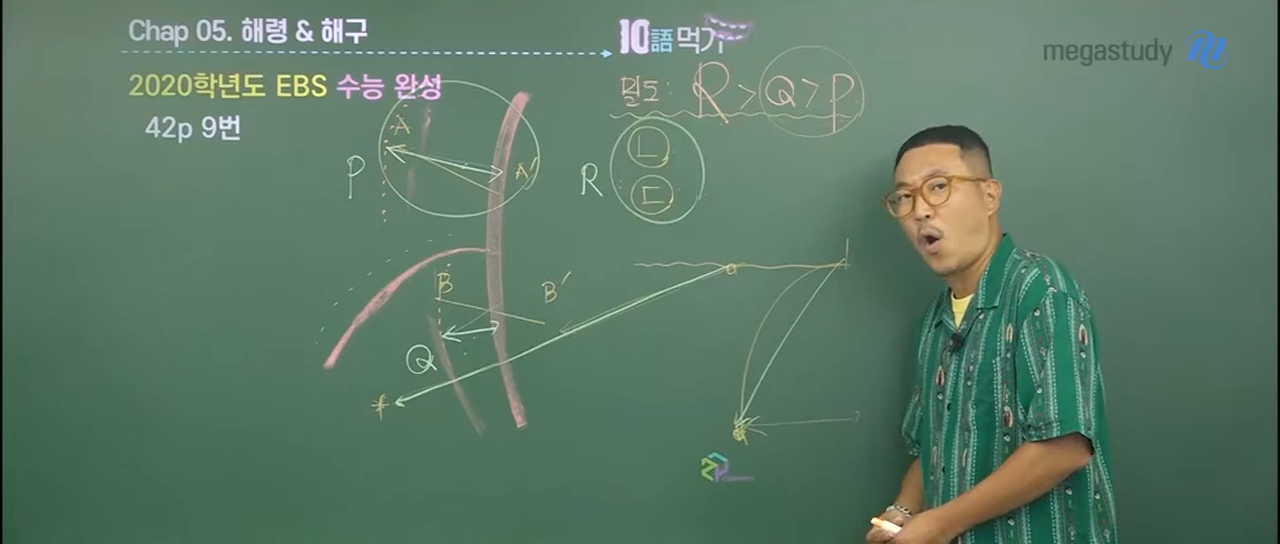 Chap 05. 해령 & 해구
10語먹기
megastudy
2020학년도 EBS 수능 완성
밀도: R > Q > P
42p 9번
A
P
A'
R
ㄴ
ㄷ
B
B'
Q